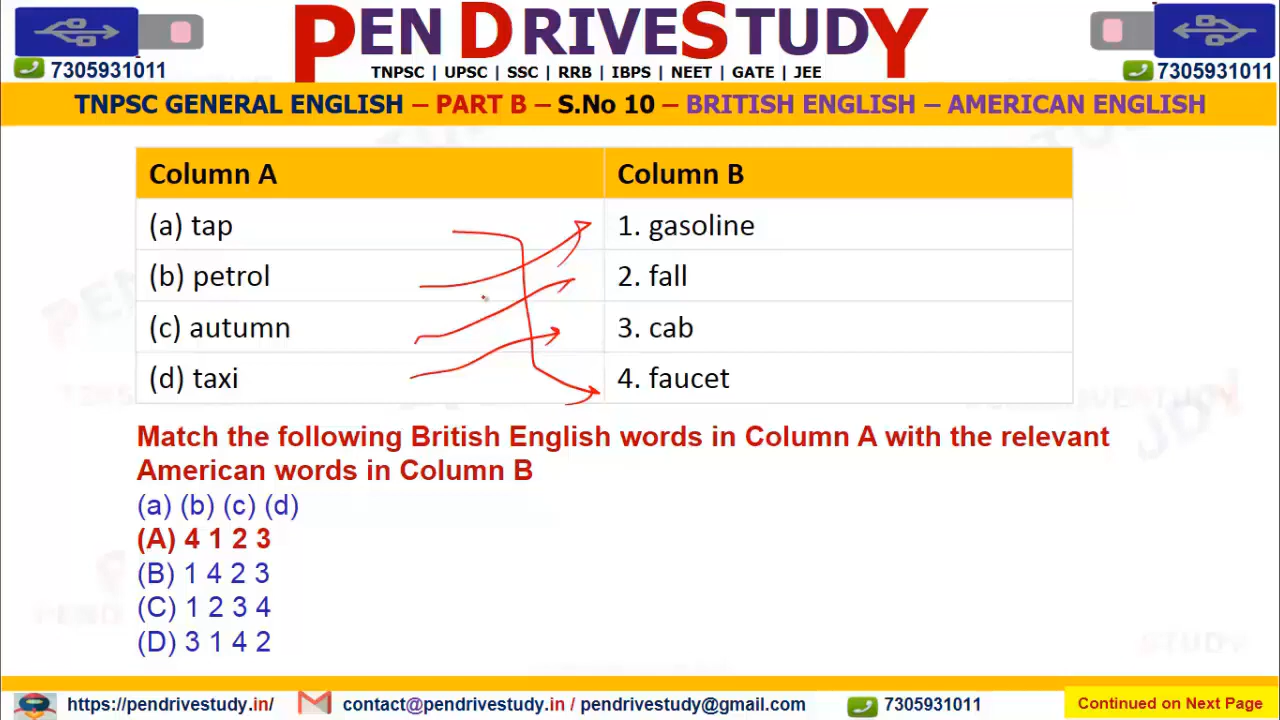 PEN DRIVESTUDY
TNPSC | UPSC | SSC | RRB | IBPS | NEET | GATE | JEE
7305931011
7305931011
TNPSC GENERAL ENGLISH – PART B – S.No 10 – BRITISH ENGLISH – AMERICAN ENGLISH
Column A Column B
(a) tap 1. gasoline
(b) petrol 2. fall
(c) autumn 3. cab
(d) taxi 4. faucet
Match the following British English words in Column A with the relevant
American words in Column B
(a) (b) (c) (d)
(A) 4 1 2 3
(B) 1 4 2 3
(C) 1 2 3 4
(D) 3 1 4 2
https://pendrivestudy.in/ contact@pendrivestudy.in / pendrivestudy@gmail.com 7305931011 Continued on Next Page